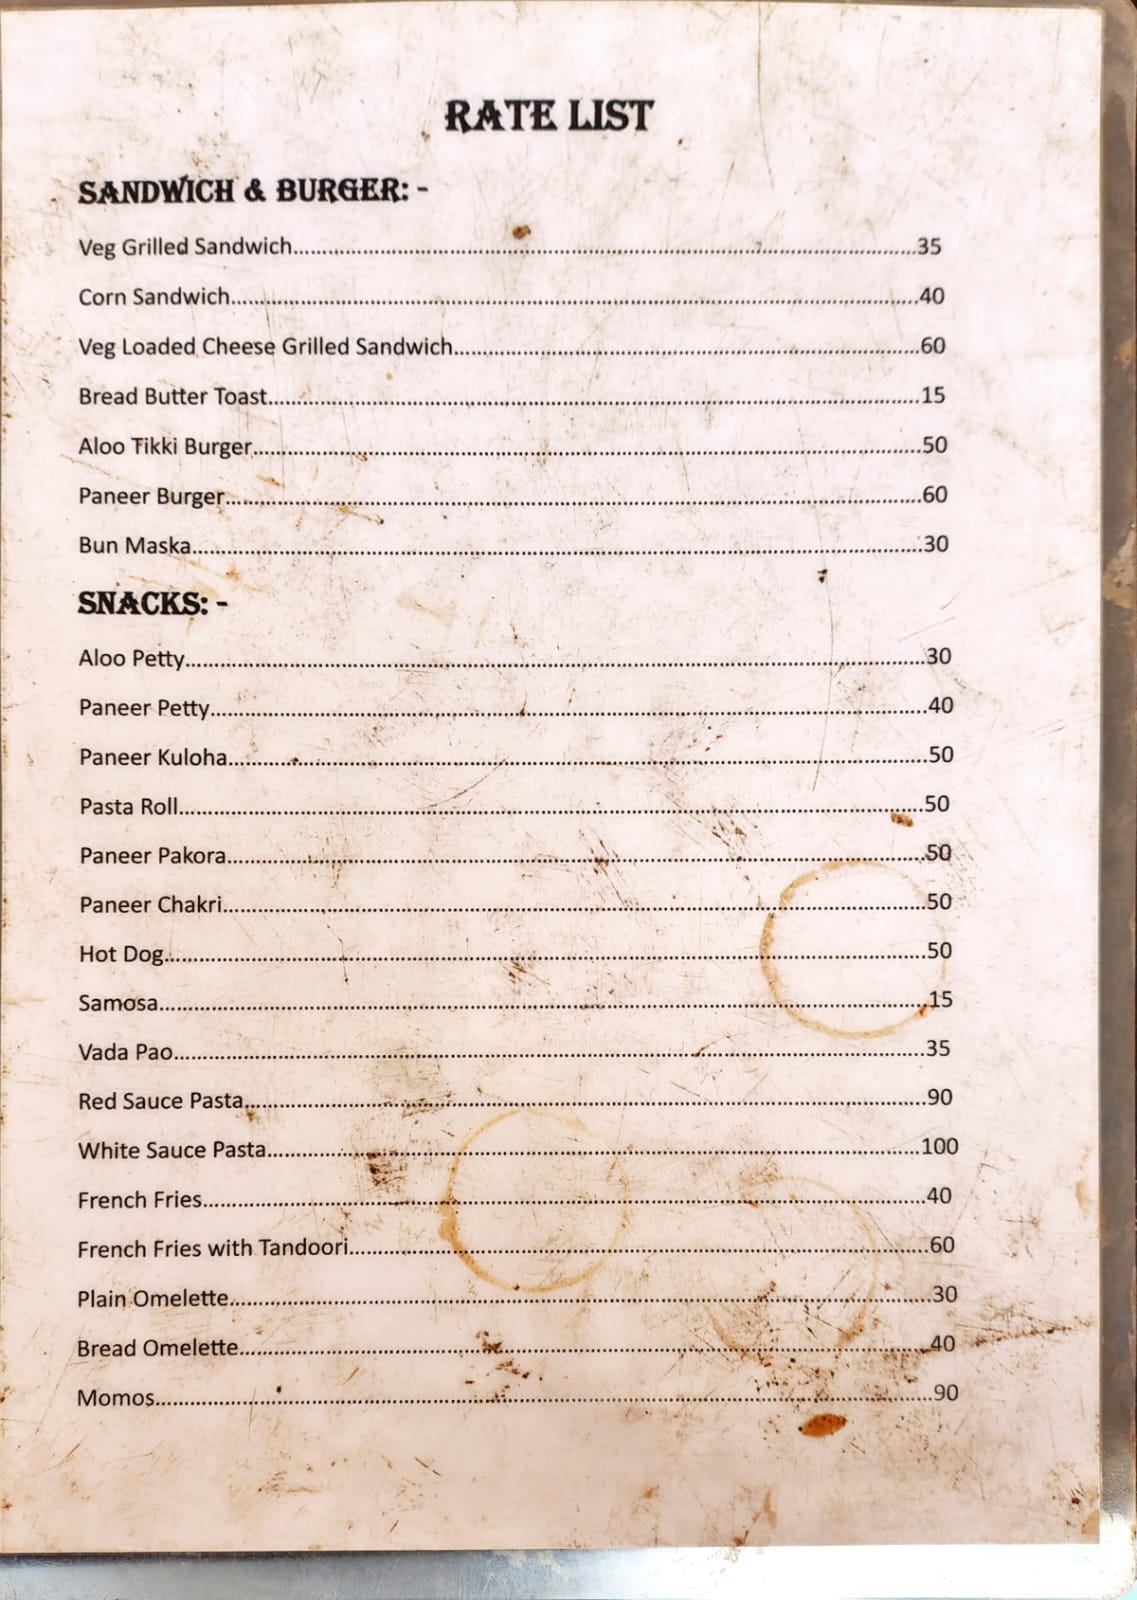 RATE LIST
SANDWICH & BURGER: -
Veg Grilled Sandwich.......................35
Corn Sandwich.......................40
Veg Loaded Cheese Grilled Sandwich.......................60
Bread Butter Toast.......................15
Aloo Tikki Burger.......................50
Paneer Burger.......................60
Bun Maska.......................30
SNACKS: -
Aloo Petty.......................30
Paneer Petty.......................40
Paneer Kuloha.......................50
Pasta Roll.......................50
Paneer Pakora.......................50
Paneer Chakri.......................50
Hot Dog.......................50
Samosa.......................15
Vada Pao.......................35
Red Sauce Pasta.......................90
White Sauce Pasta.......................100
French Fries.......................40
French Fries with Tandoori.......................60
Plain Omelette.......................30
Bread Omelette.......................40
Momos.......................90